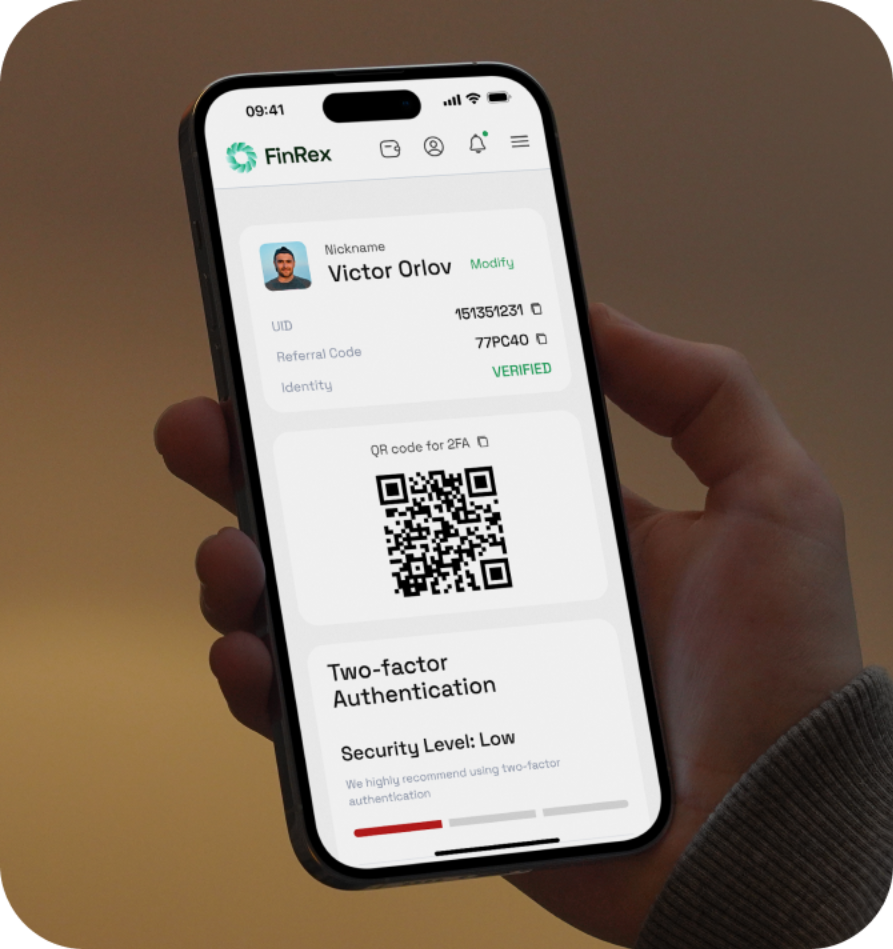 09:41
FinRex
Nickname
Victor Orlov Modify
UID 151351231
Referral Code 77PC40
Identity VERIFIED
QR code for 2FA
Two-factor
Authentication
Security Level: Low
We highly recommend using two-factor
authentication